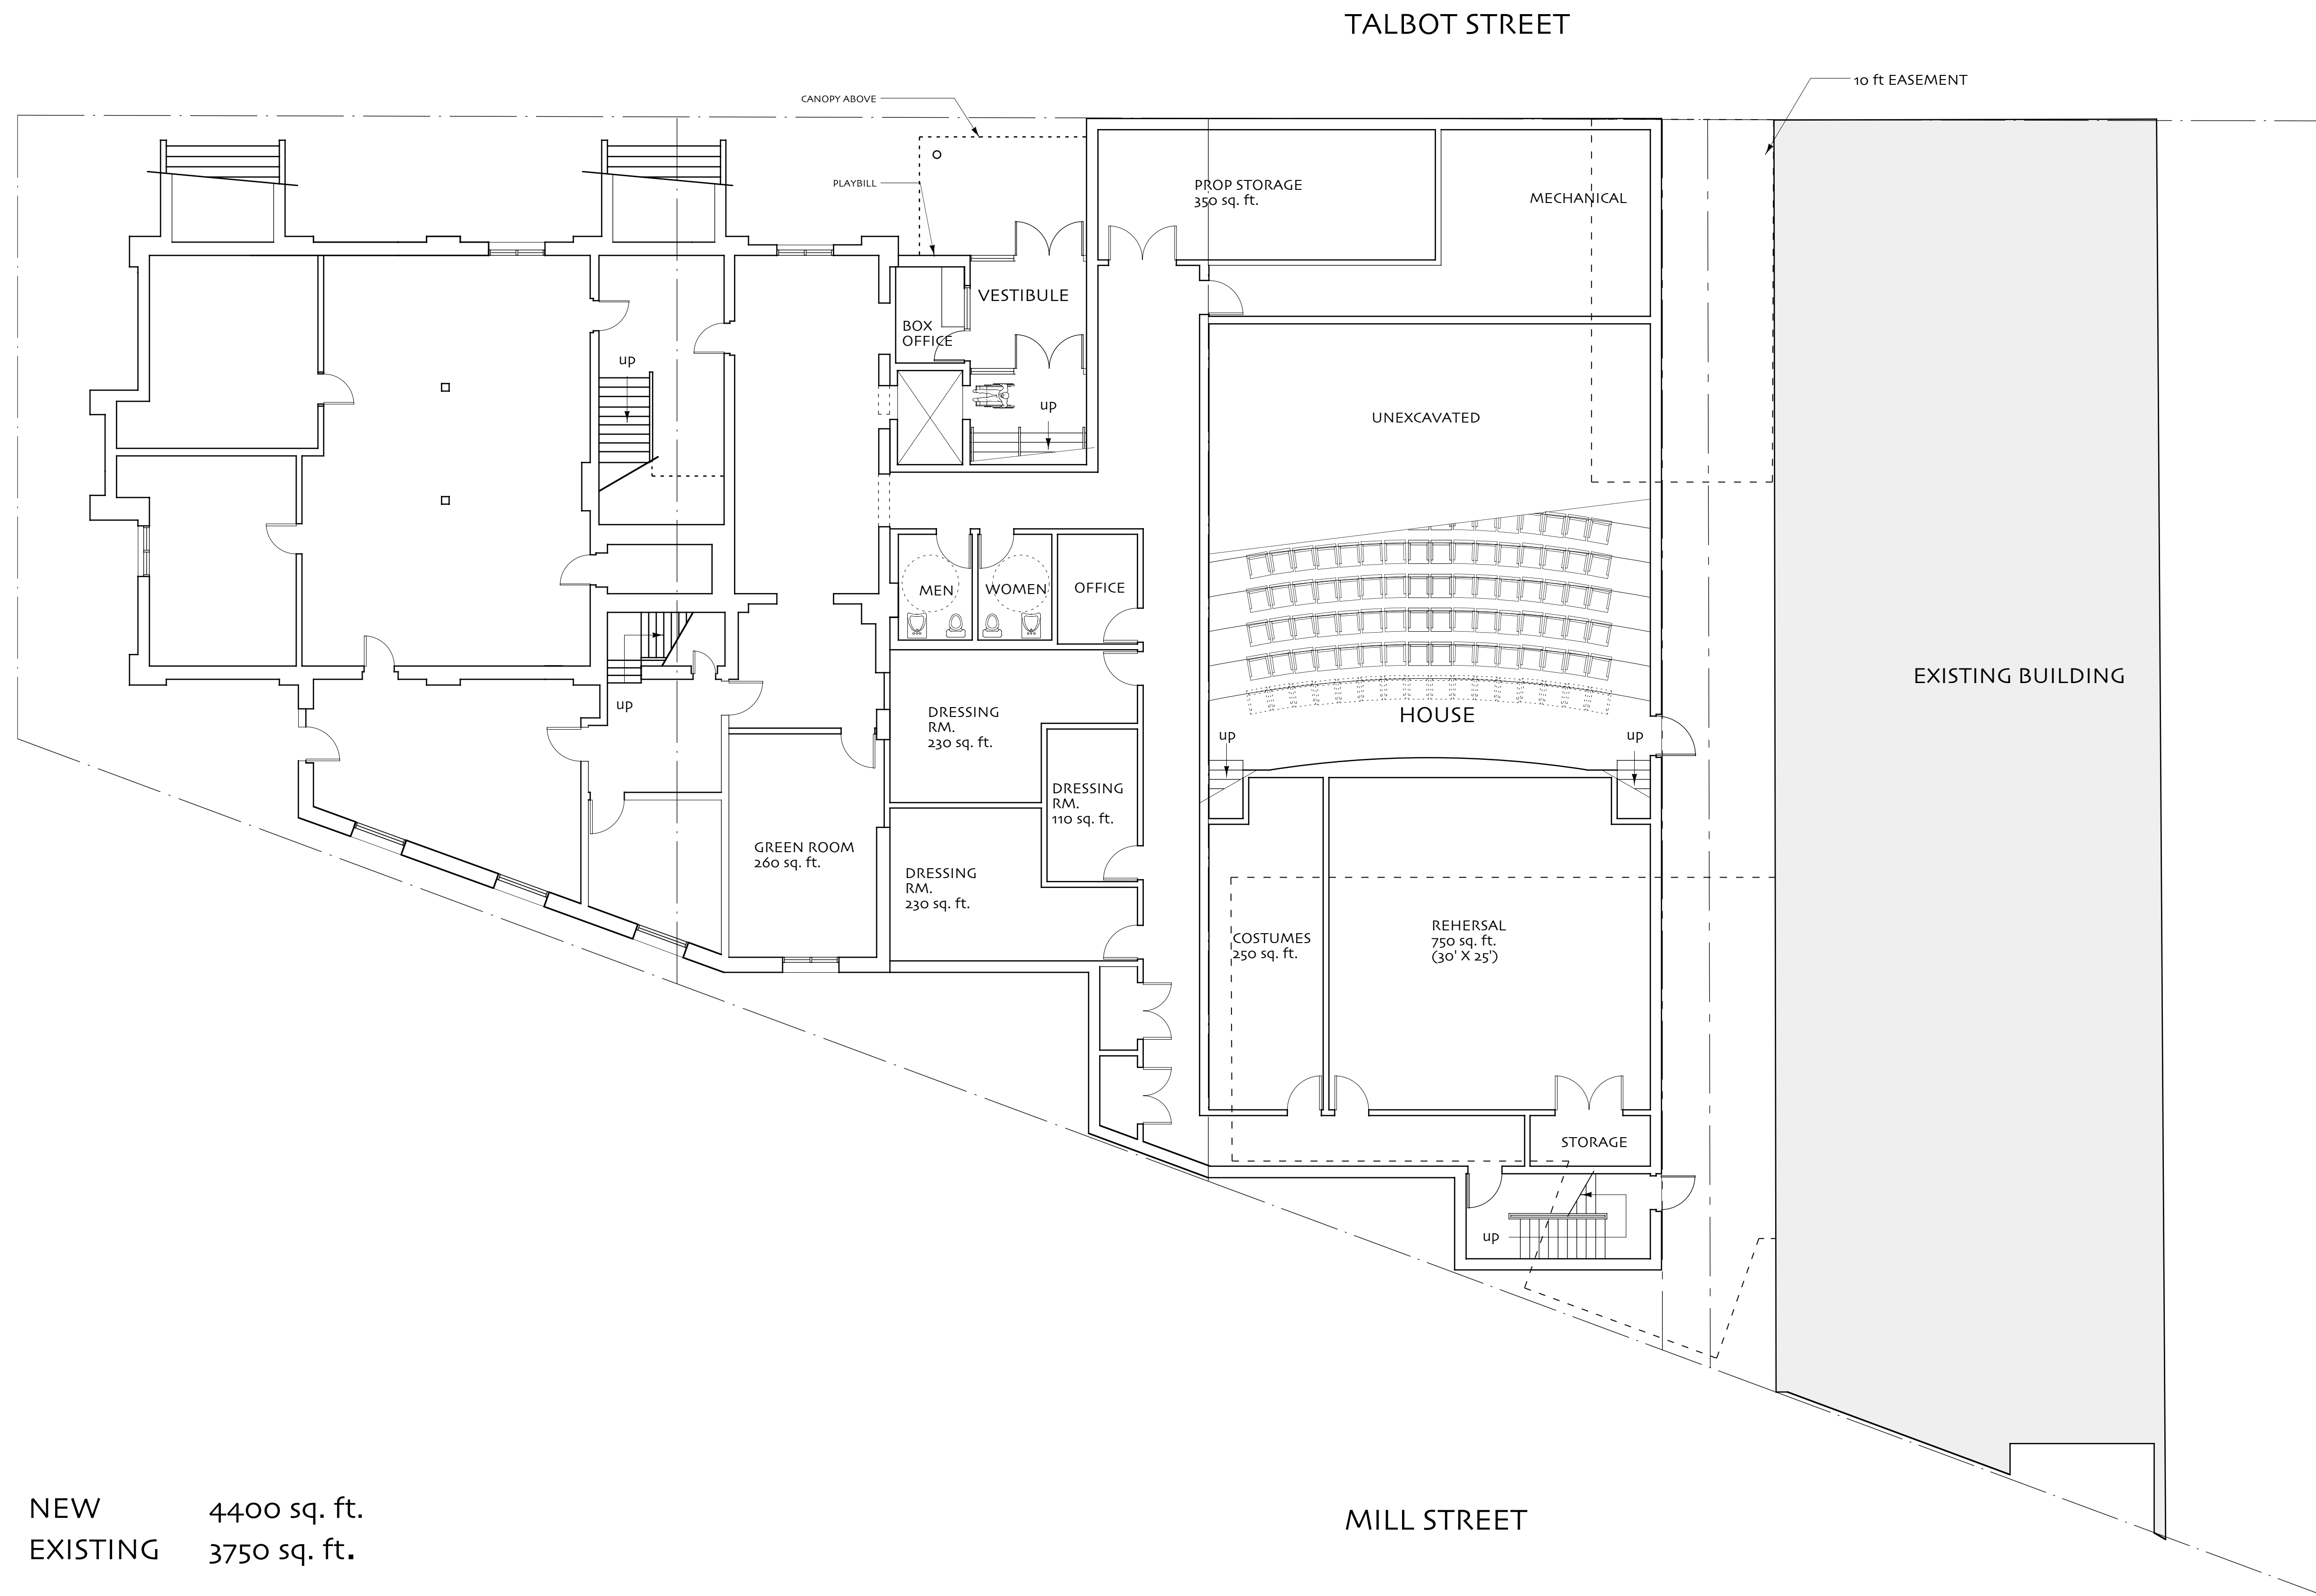 TALBOT STREET
10 ft EASEMENT
CANOPY ABOVE
PLAYBILL
PROP STORAGE
350 sq. ft.
MECHANICAL
VESTIBULE
BOX
OFFICE
up
up
UNEXCAVATED
MEN
WOMEN
OFFICE
EXISTING BUILDING
up
DRESSING
RM.
230 sq. ft.
HOUSE
up
up
DRESSING
RM.
110 sq. ft.
GREEN ROOM
260 sq. ft.
DRESSING
RM.
230 sq. ft.
COSTUMES
250 sq. ft.
REHERSAL
750 sq. ft.
(30' X 25')
STORAGE
up
NEW 4400 sq. ft.
EXISTING 3750 sq. ft.
MILL STREET